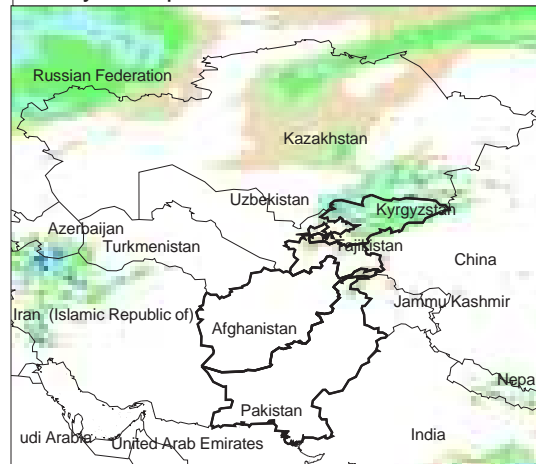 Russian Federation
Kazakhstan
Uzbekistan
Kyrgyzstan
Azerbaijan
Turkmenistan
Tajikistan
China
Jammu Kashmir
Iran (Islamic Republic of)
Afghanistan
Nepa
Pakistan
udi Arabia
United Arab Emirates
India